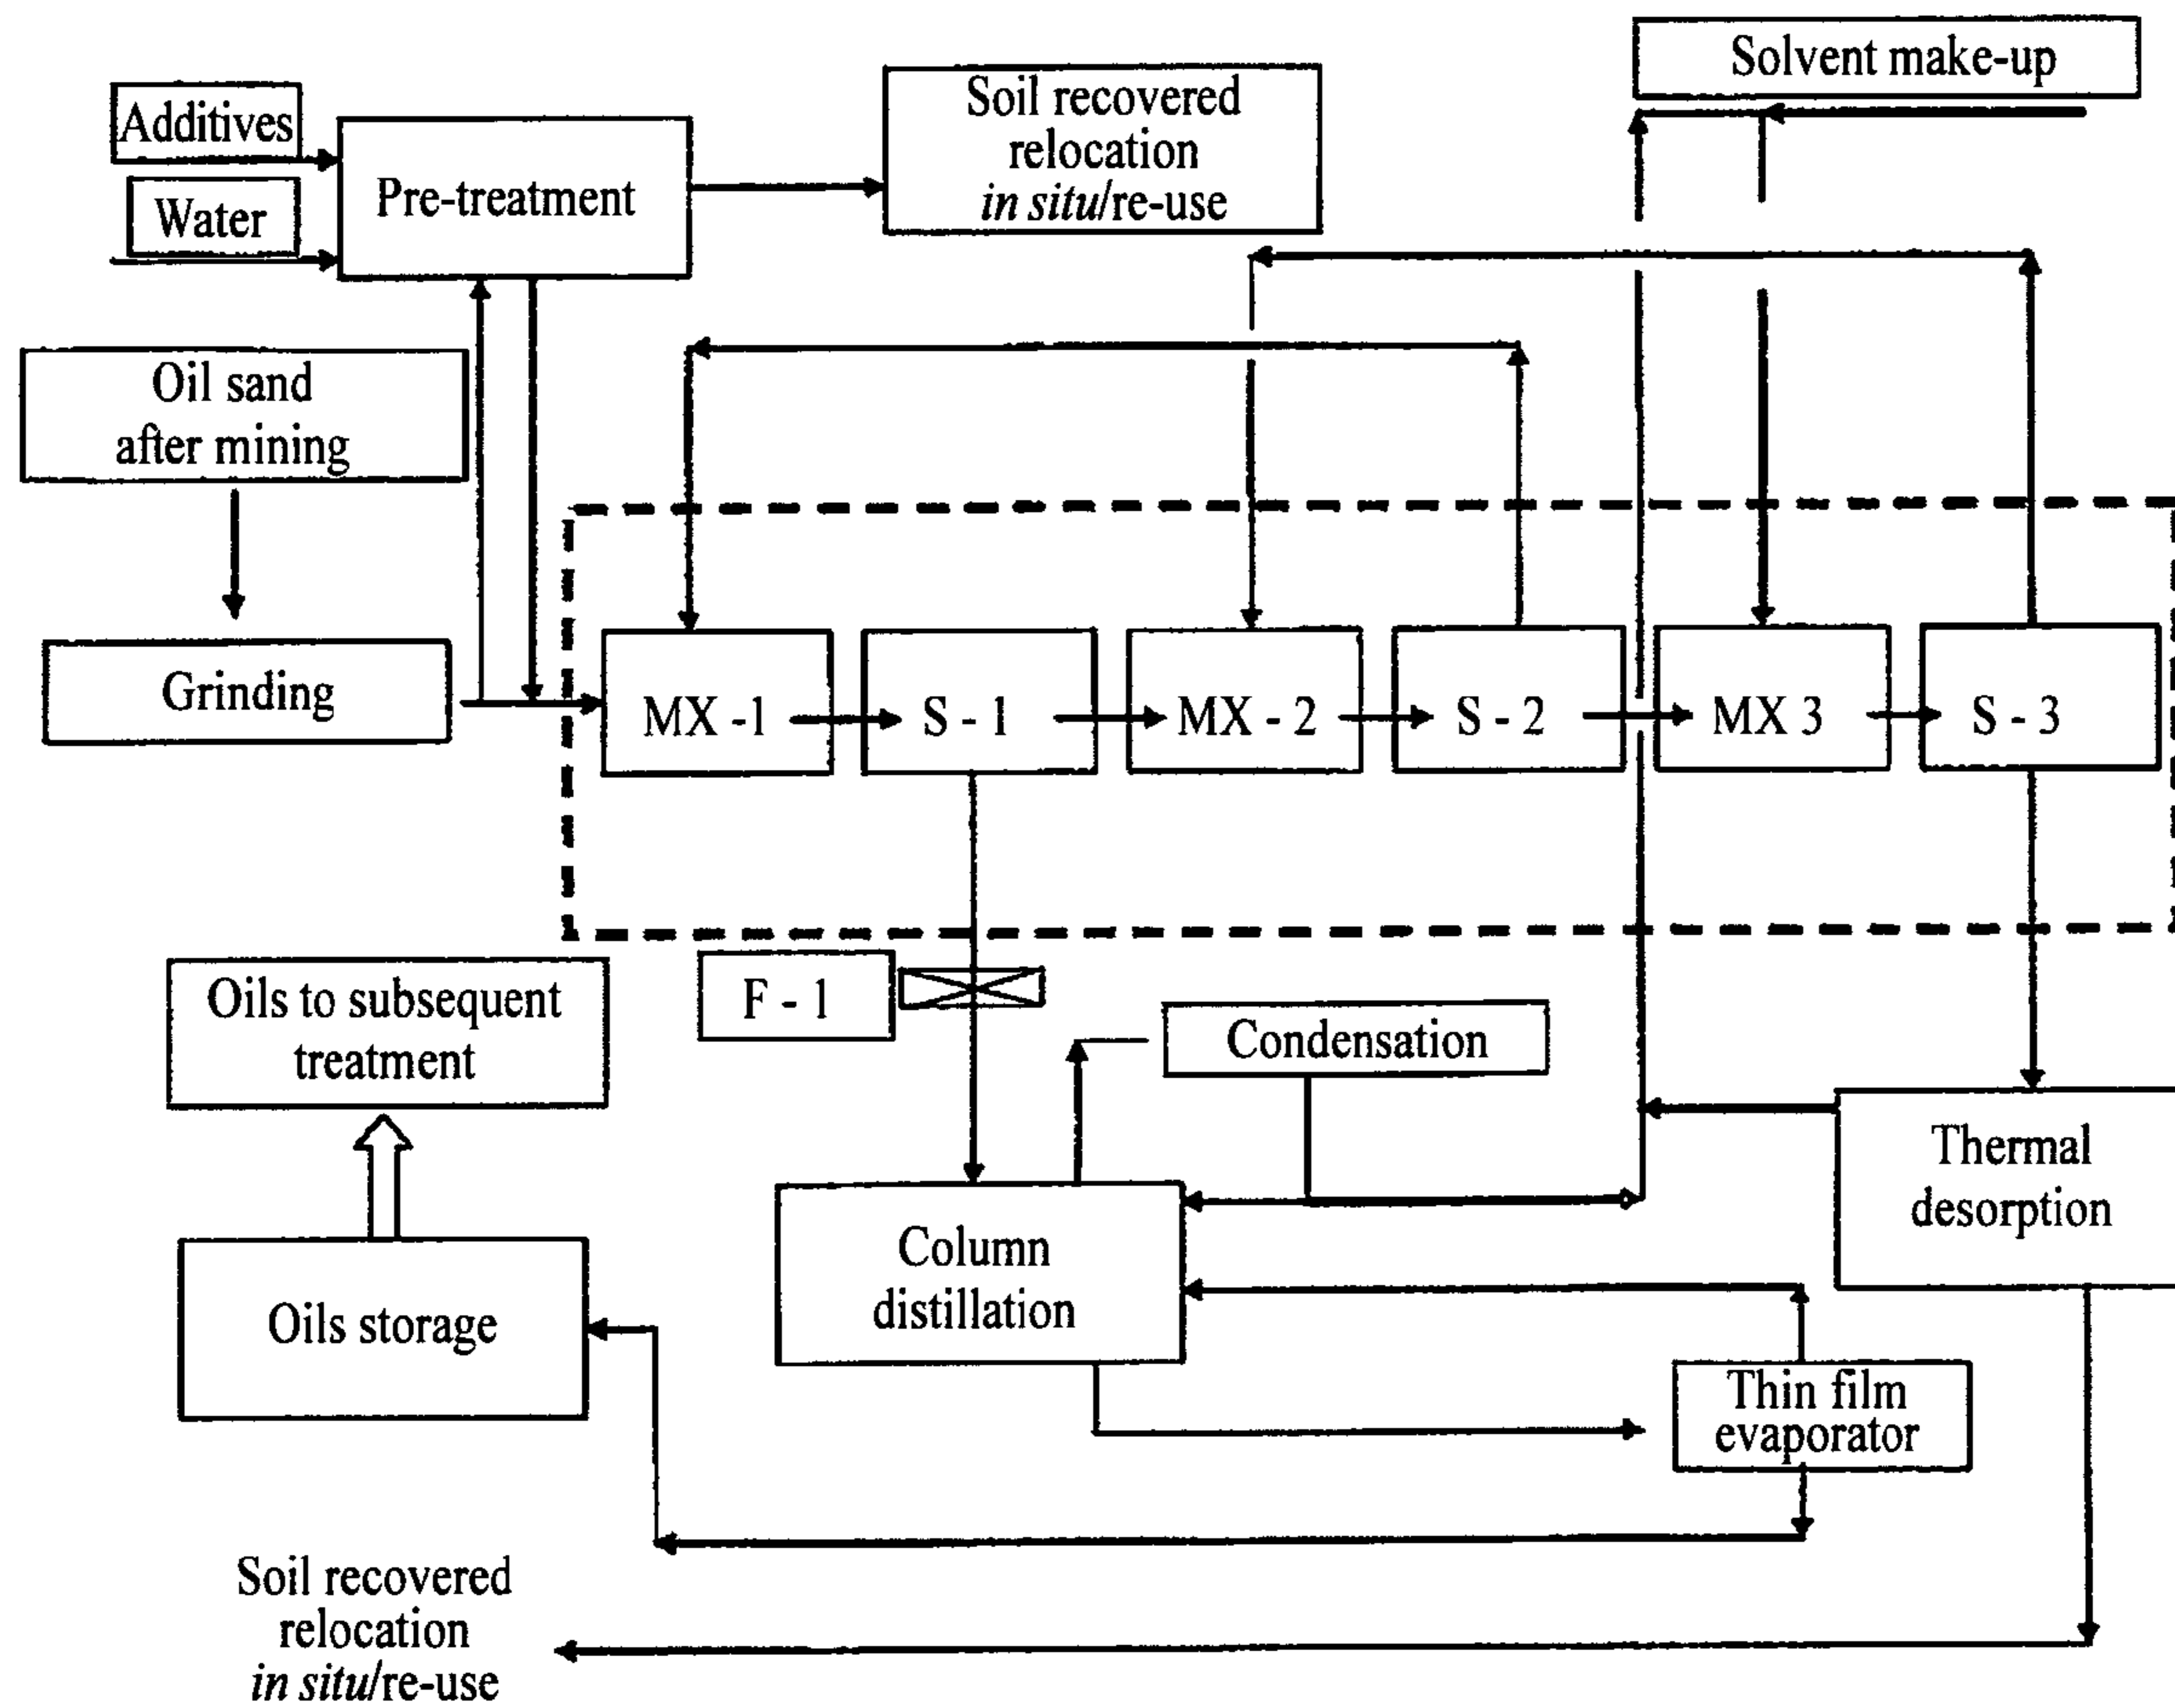 Solvent make-up
Additives
Water
Pre-treatment
Soil recovered
relocation
in situ/re-use
Oil sand
after mining
Grinding
MX -1
S - 1
MX - 2
S - 2
MX 3
S - 3
F - 1
Oils to subsequent
treatment
Condensation
Thermal
desorption
Column
distillation
Oils storage
Thin film
evaporator
Soil recovered
relocation
in situ/re-use